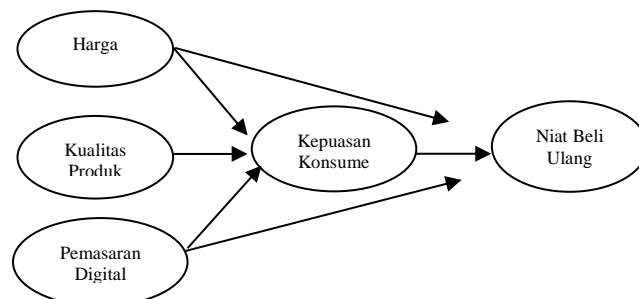 Harga
Kualitas
Produk
Pemasaran
Digital
Kepuasan
Konsume
Niat Beli
Ulang